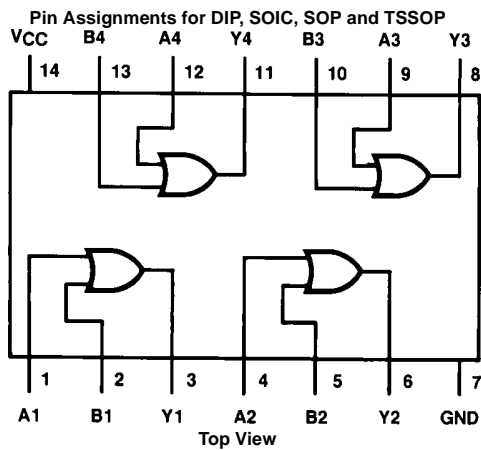 Pin Assignments for DIP, SOIC, SOP and TSSOP
VCC B4 A4 Y4 B3 A3 Y3
14 13 12 11 10 9 8
1 2 3 4 5 6 7
A1 B1 Y1 A2 B2 Y2 GND
Top View